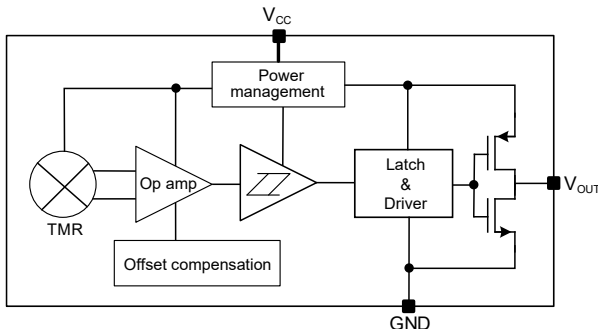 V_CC
Power
management
Op amp
Latch
&
Driver
V_OUT
TMR
Offset compensation
GND